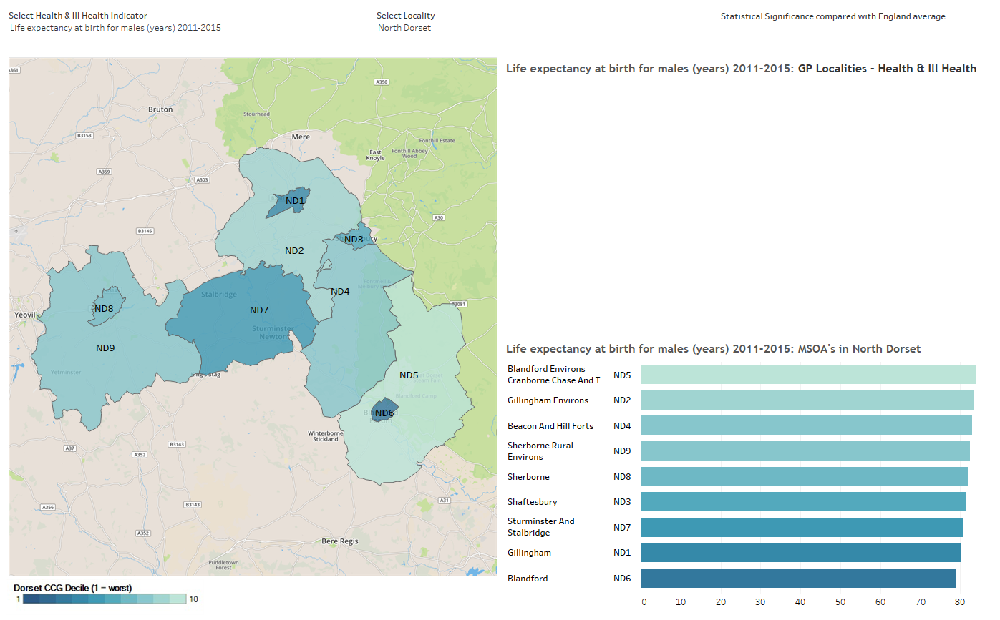 Select Health & Ill Health Indicator
Life expectancy at birth for males (years) 2011-2015
Select Locality
North Dorset
Statistical Significance compared with England average
A361
A350
Bruton
Stourhead
B3153
Mere
Fonthill Estate
East
Knoyle
Fonthill Abbey
Wood
A359
A303
ND1
A30
B3145
ND3
ND2
Stalbridge
ND4
ND8
ND7
Yeovil
B3081
Sturminster
Newton
ND9
Yetminster
ND5
Blandford Camp
ND6
Winterborne
Stickland
B3143
A37
A352
A31
A356
B3143
A352
Bere Regis
Puddletown
Forest
Dorset CCG Decile (1 = worst)
1
10
Life expectancy at birth for males (years) 2011-2015: GP Localities - Health & Ill Health
Life expectancy at birth for males (years) 2011-2015: MSOA's in North Dorset
Blandford Environs
Cranborne Chase And T.. ND5
Gillingham Environs ND2
Beacon And Hill Forts ND4
Sherborne Rural
Environs ND9
Sherborne ND8
Shaftesbury ND3
Sturminster And
Stalbridge ND7
Gillingham ND1
Blandford ND6
0 10 20 30 40 50 60 70 80